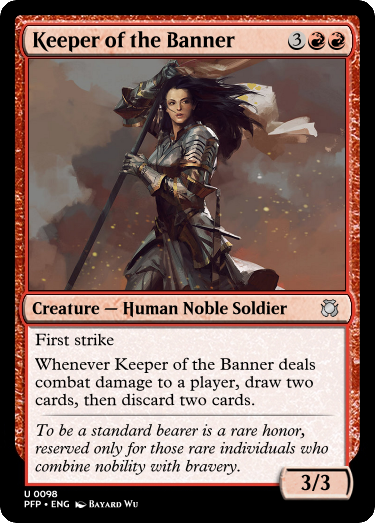 Keeper of the Banner 3
Creature — Human Noble Soldier
First strike
Whenever Keeper of the Banner deals
combat damage to a player, draw two
cards, then discard two cards.
To be a standard bearer is a rare honor,
reserved only for those rare individuals who
combine nobility with bravery.
3/3
U 0098
PFP • ENG Bayard Wu